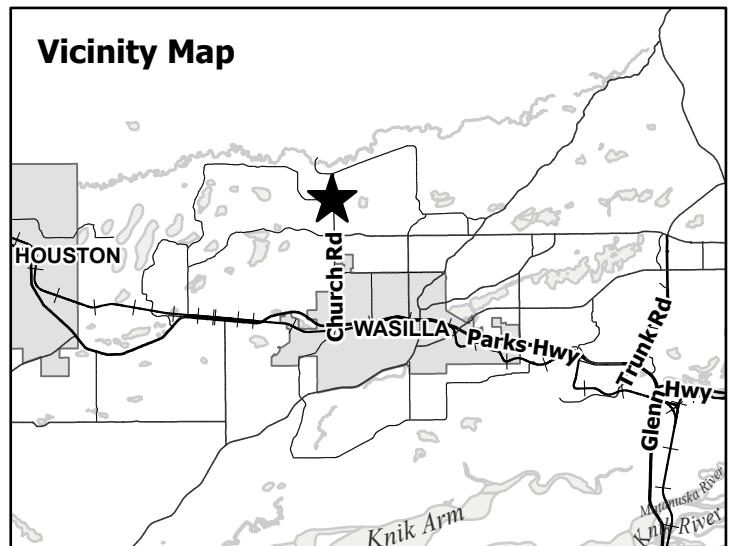 Vicinity Map
HOUSTON
Church Rd
WASILLA
Parks Hwy
Trunk Rd
Glenn Hwy
Knik Arm
Matanuska River
Knik River